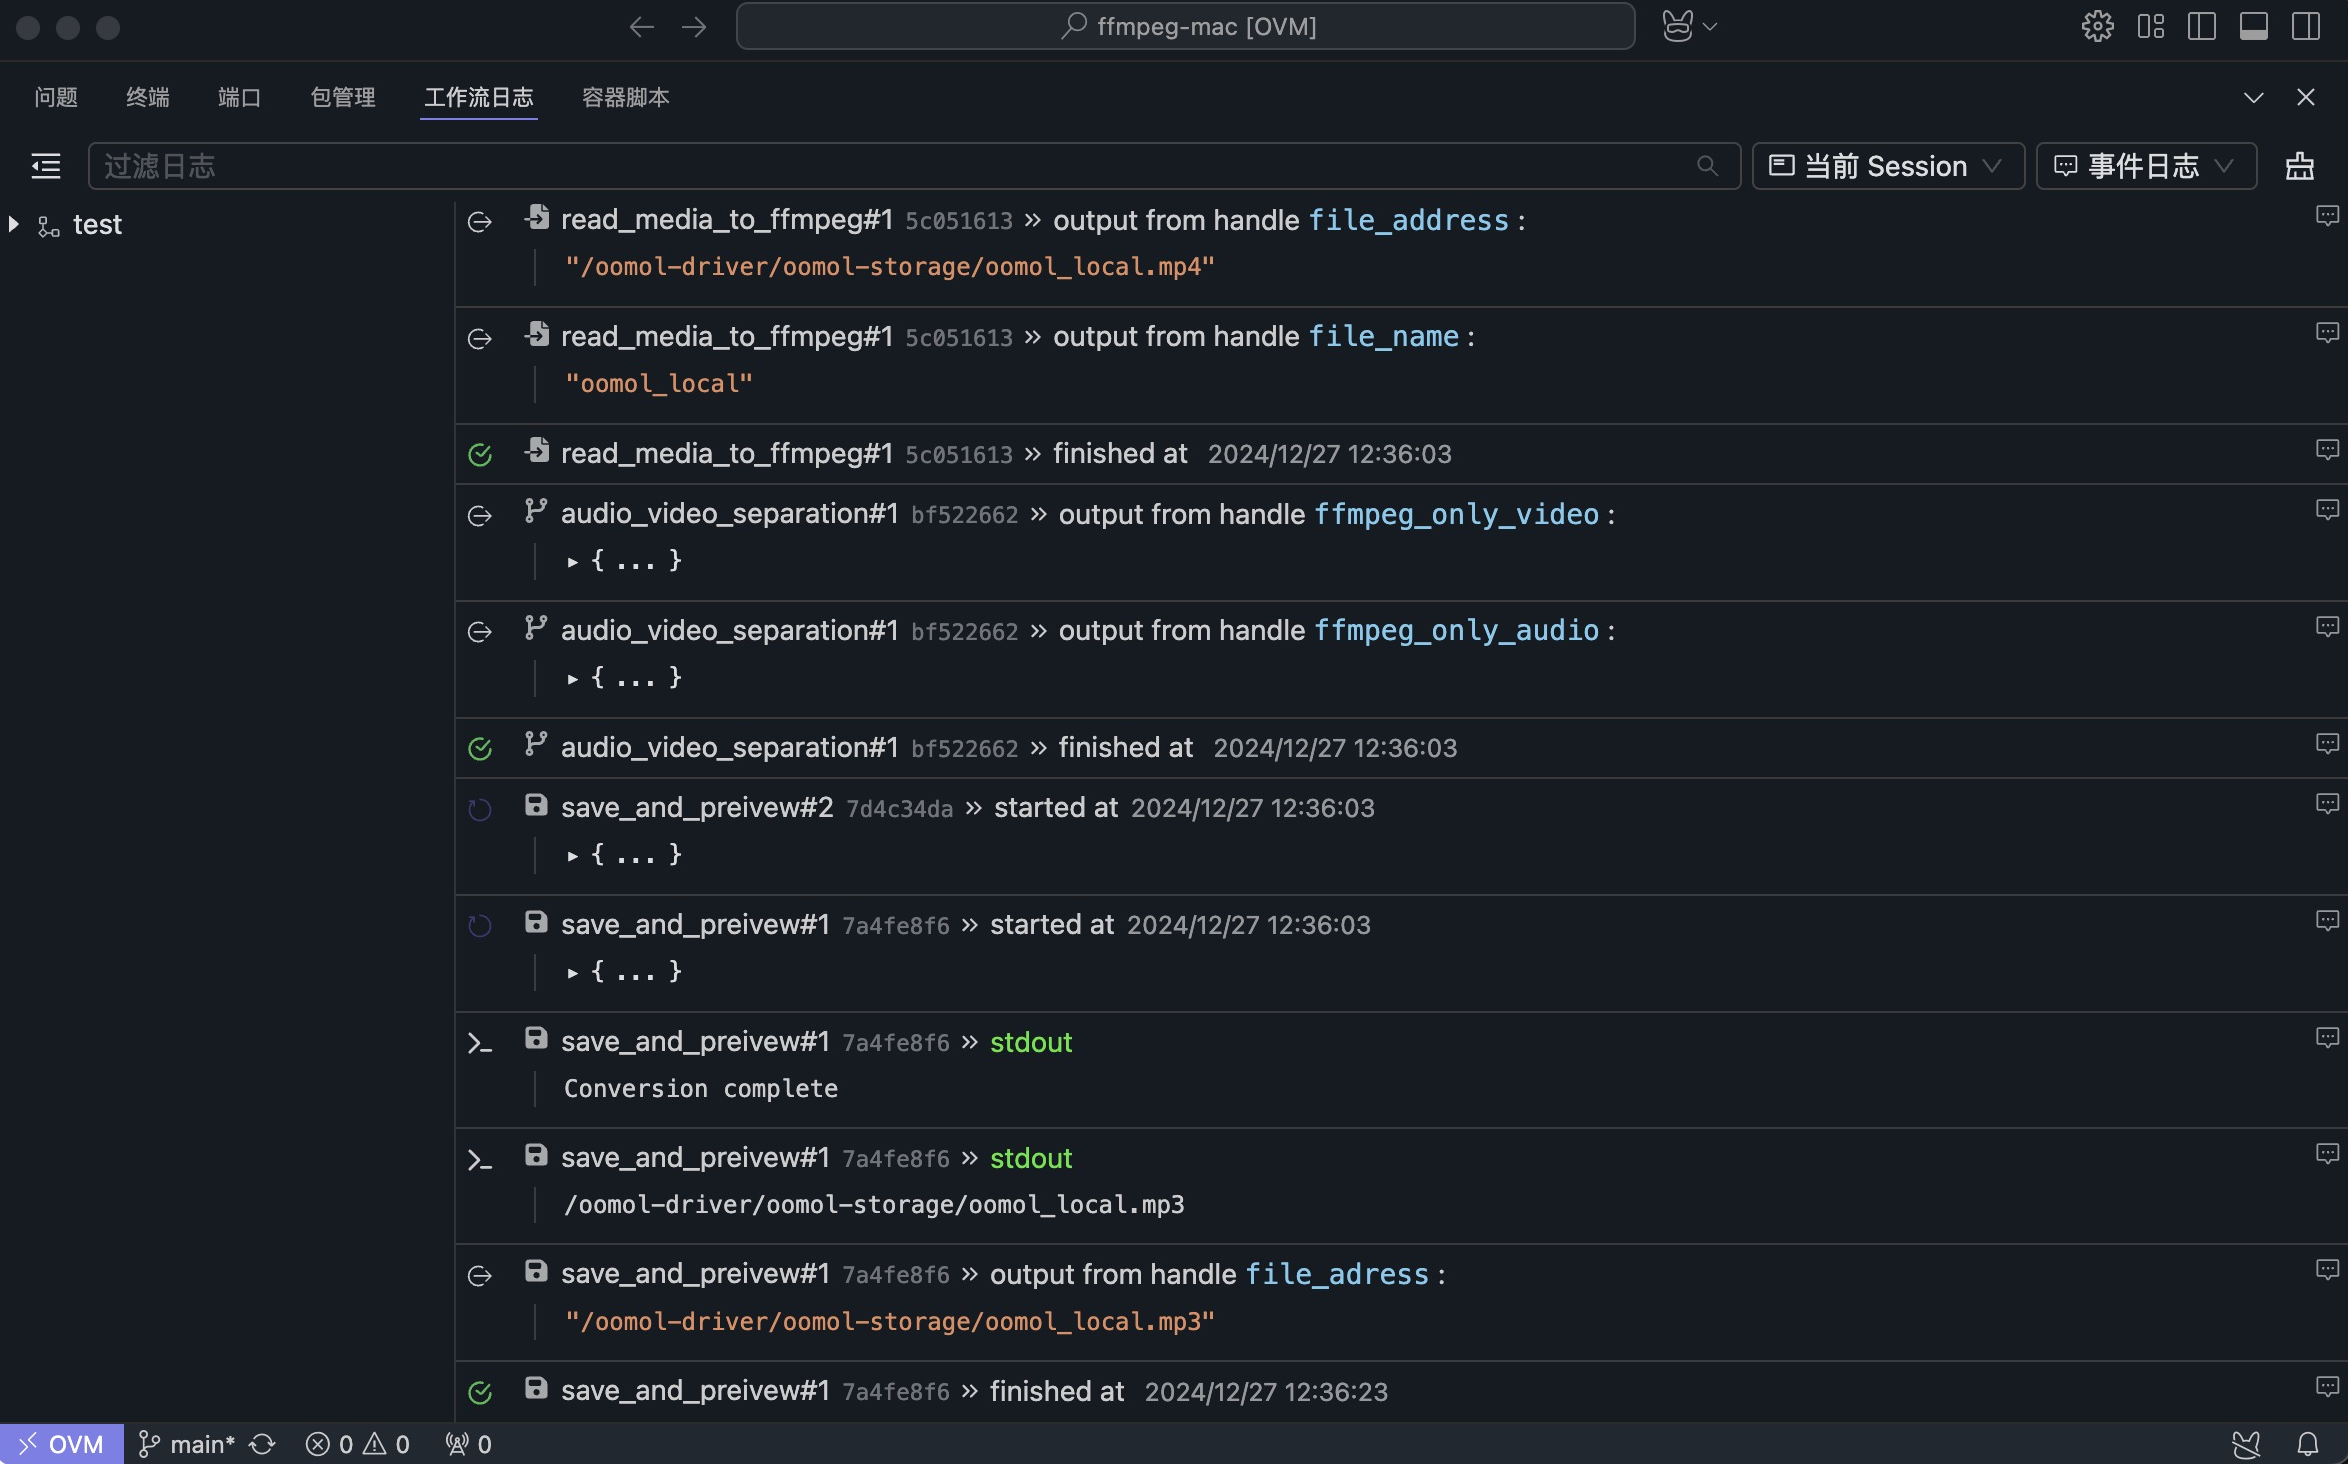 ffmpeg-mac [OVM]
问题 终端 端口 包管理 工作流日志 容器脚本
过滤日志 当前 Session 事件日志
test
read_media_to_ffmpeg#1 5c051613 » output from handle file_address :
"/oomol-driver/oomol-storage/oomol_local.mp4"
read_media_to_ffmpeg#1 5c051613 » output from handle file_name :
"oomol_local"
read_media_to_ffmpeg#1 5c051613 » finished at 2024/12/27 12:36:03
audio_video_separation#1 bf522662 » output from handle ffmpeg_only_video :
▸ { ... }
audio_video_separation#1 bf522662 » output from handle ffmpeg_only_audio :
▸ { ... }
audio_video_separation#1 bf522662 » finished at 2024/12/27 12:36:03
save_and_preivew#2 7d4c34da » started at 2024/12/27 12:36:03
▸ { ... }
save_and_preivew#1 7a4fe8f6 » started at 2024/12/27 12:36:03
▸ { ... }
save_and_preivew#1 7a4fe8f6 » stdout
Conversion complete
save_and_preivew#1 7a4fe8f6 » stdout
/oomol-driver/oomol-storage/oomol_local.mp3
save_and_preivew#1 7a4fe8f6 » output from handle file_adress :
"/oomol-driver/oomol-storage/oomol_local.mp3"
save_and_preivew#1 7a4fe8f6 » finished at 2024/12/27 12:36:23
OVM main* 0 0 0